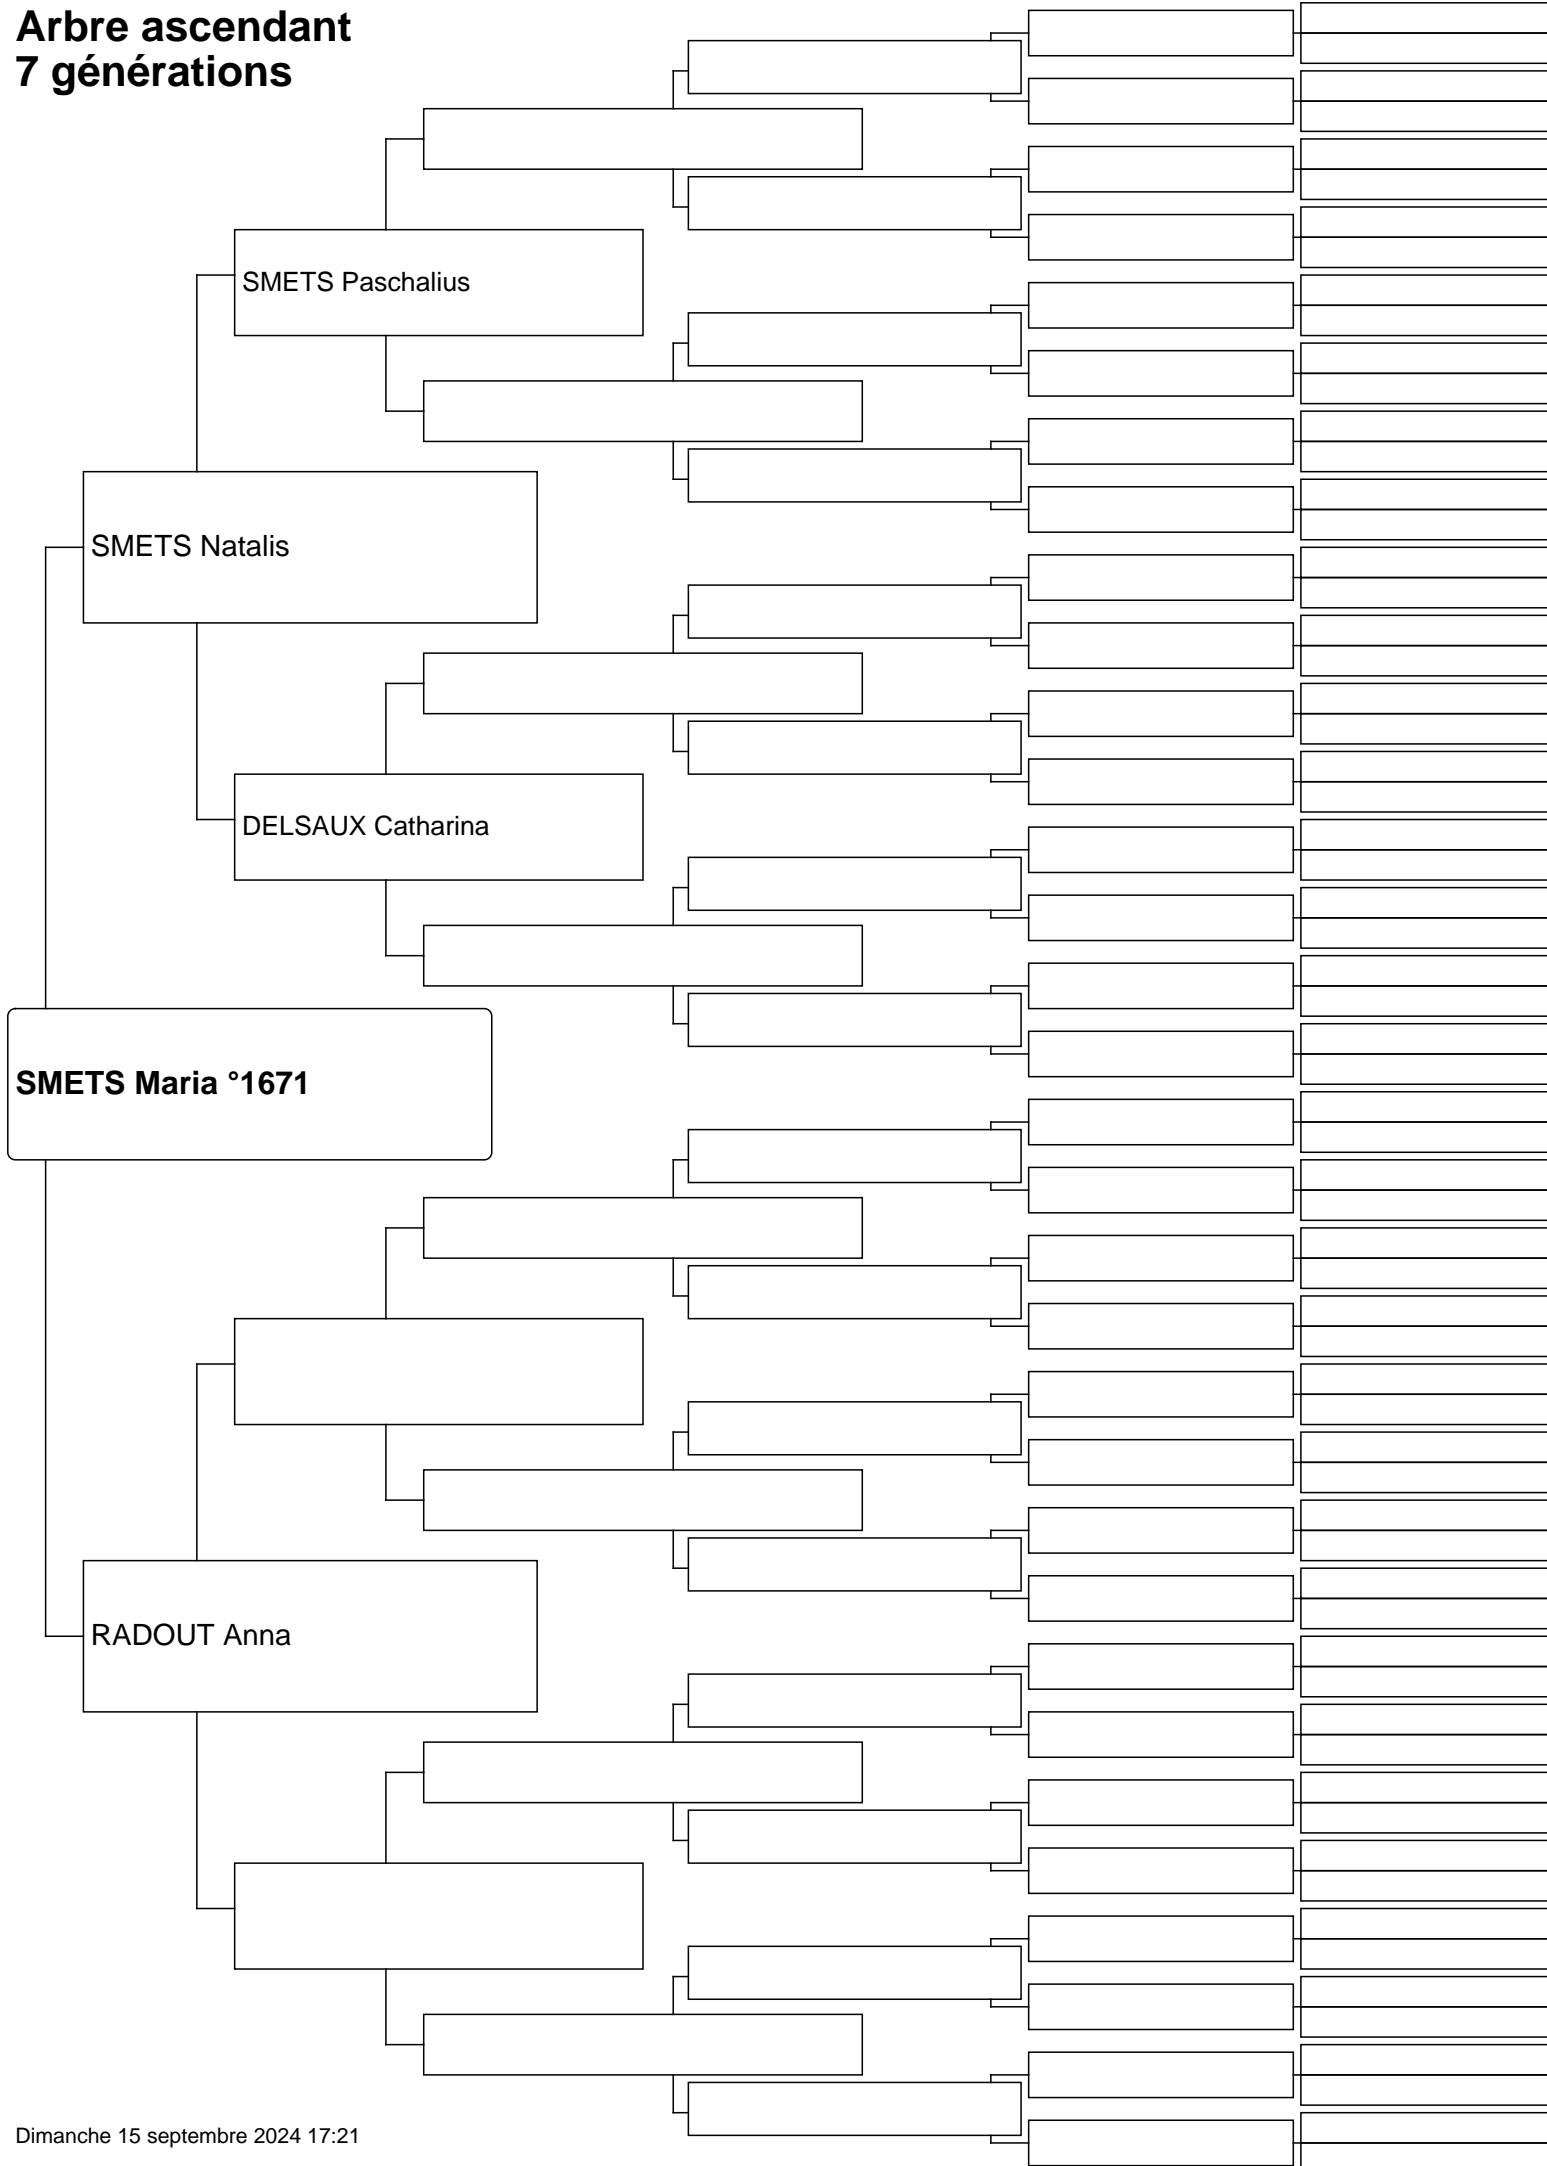 Arbre ascendant
7 générations
SMETS Paschalius
SMETS Natalis
DELSAUX Catharina
SMETS Maria °1671
RADOUT Anna
Dimanche 15 septembre 2024 17:21